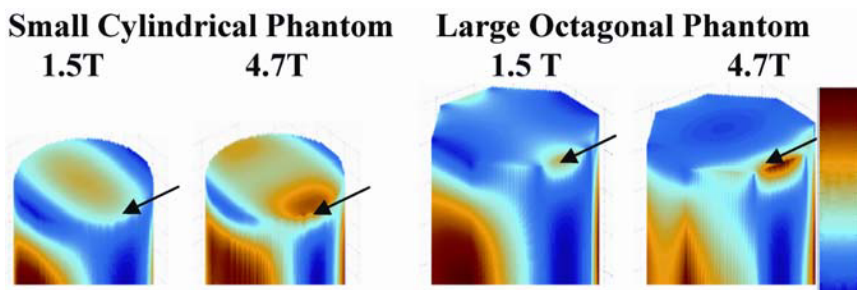 Small Cylindrical Phantom Large Octagonal Phantom
1.5T 4.7T 1.5 T 4.7T